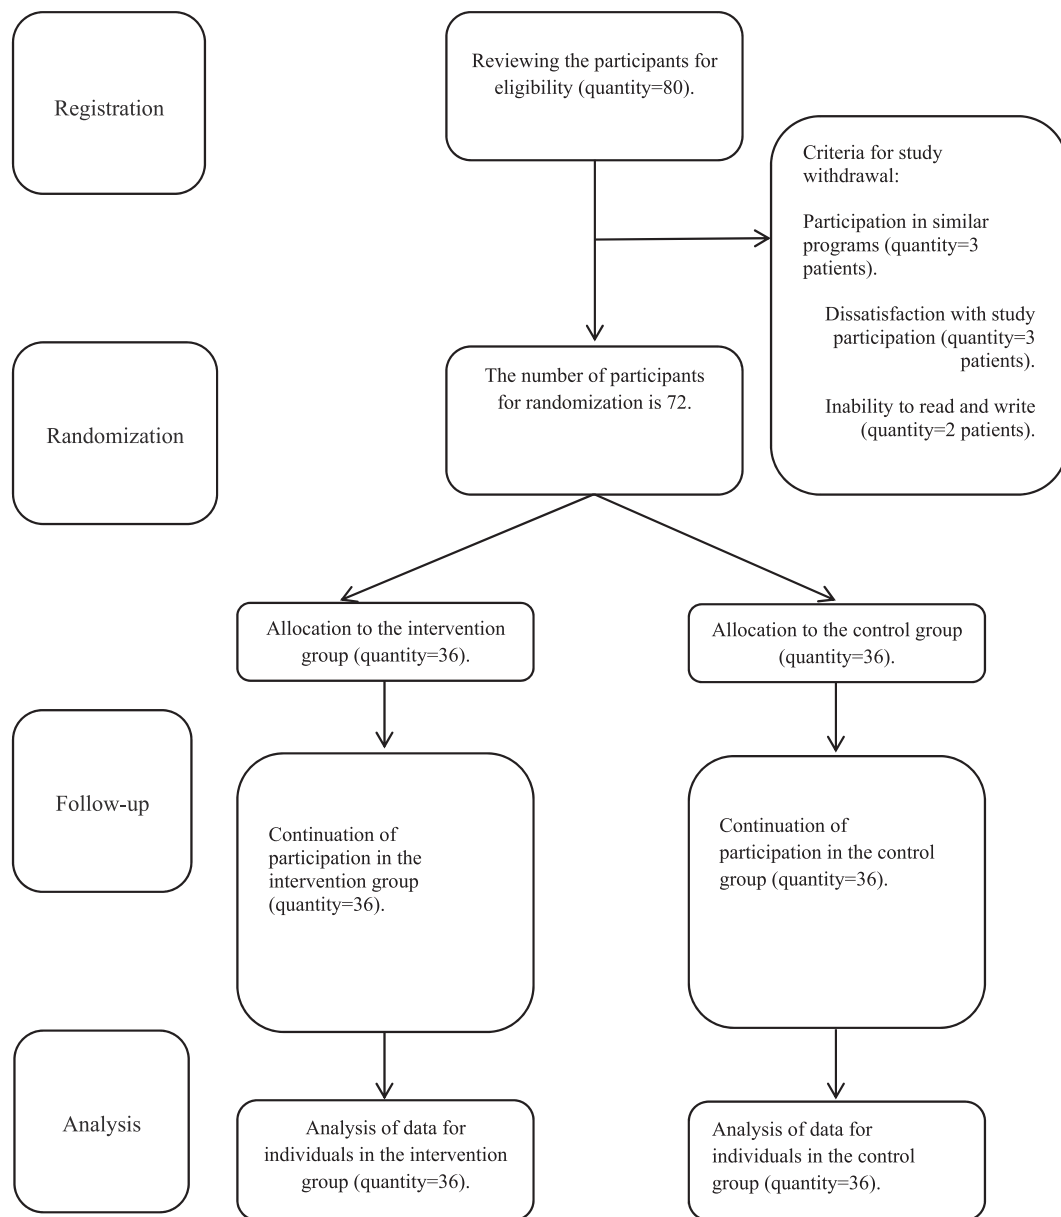 Registration
Reviewing the participants for
eligibility (quantity=80).
Criteria for study
withdrawal:
Participation in similar
programs (quantity=3
patients).
Dissatisfaction with study
participation (quantity=3
patients).
Inability to read and write
(quantity=2 patients).
Randomization
The number of participants
for randomization is 72.
Allocation to the intervention
group (quantity=36).
Allocation to the control group
(quantity=36).
Follow-up
Continuation of
participation in the
intervention group
(quantity=36).
Continuation of
participation in the control
group (quantity=36).
Analysis
Analysis of data for
individuals in the intervention
group (quantity=36).
Analysis of data for
individuals in the control
group (quantity=36).